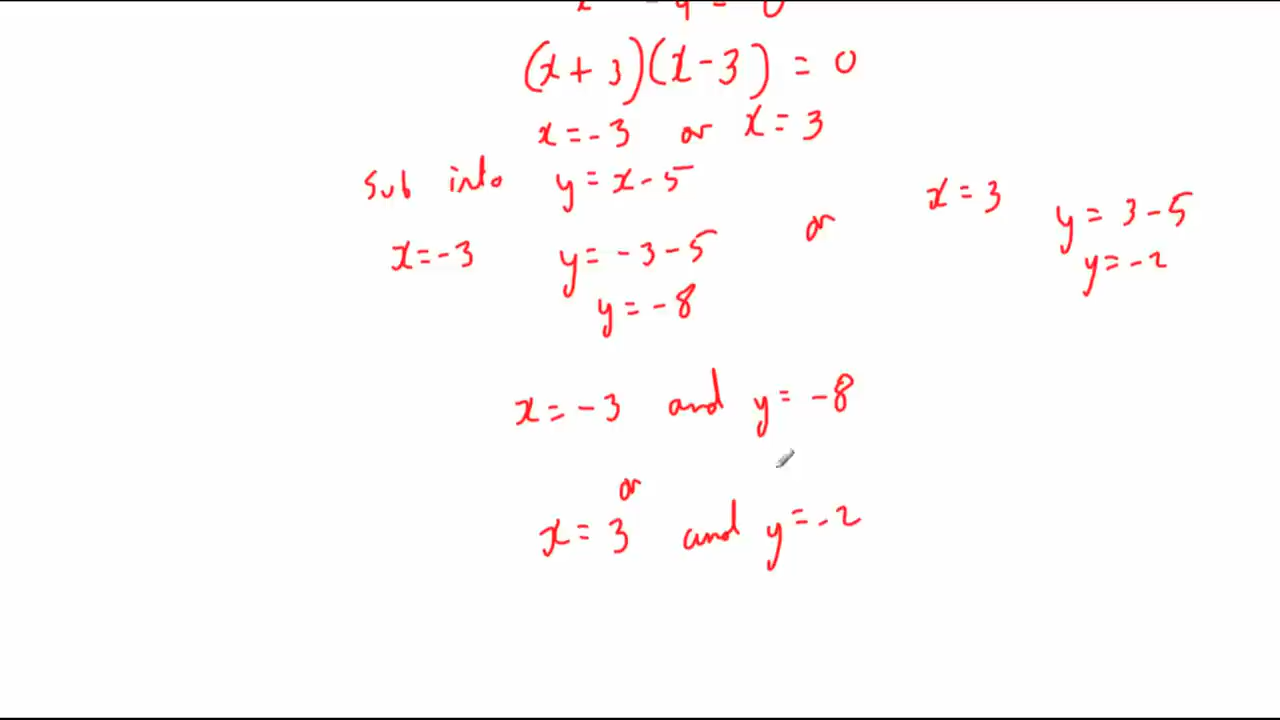 (x + 3)(x - 3) = 0
x = -3 or x = 3
Sub into y = x - 5
x = -3 y = -3 - 5 or x = 3 y = 3 - 5
y = -8 y = -2
x = -3 and y = -8
or
x = 3 and y = -2